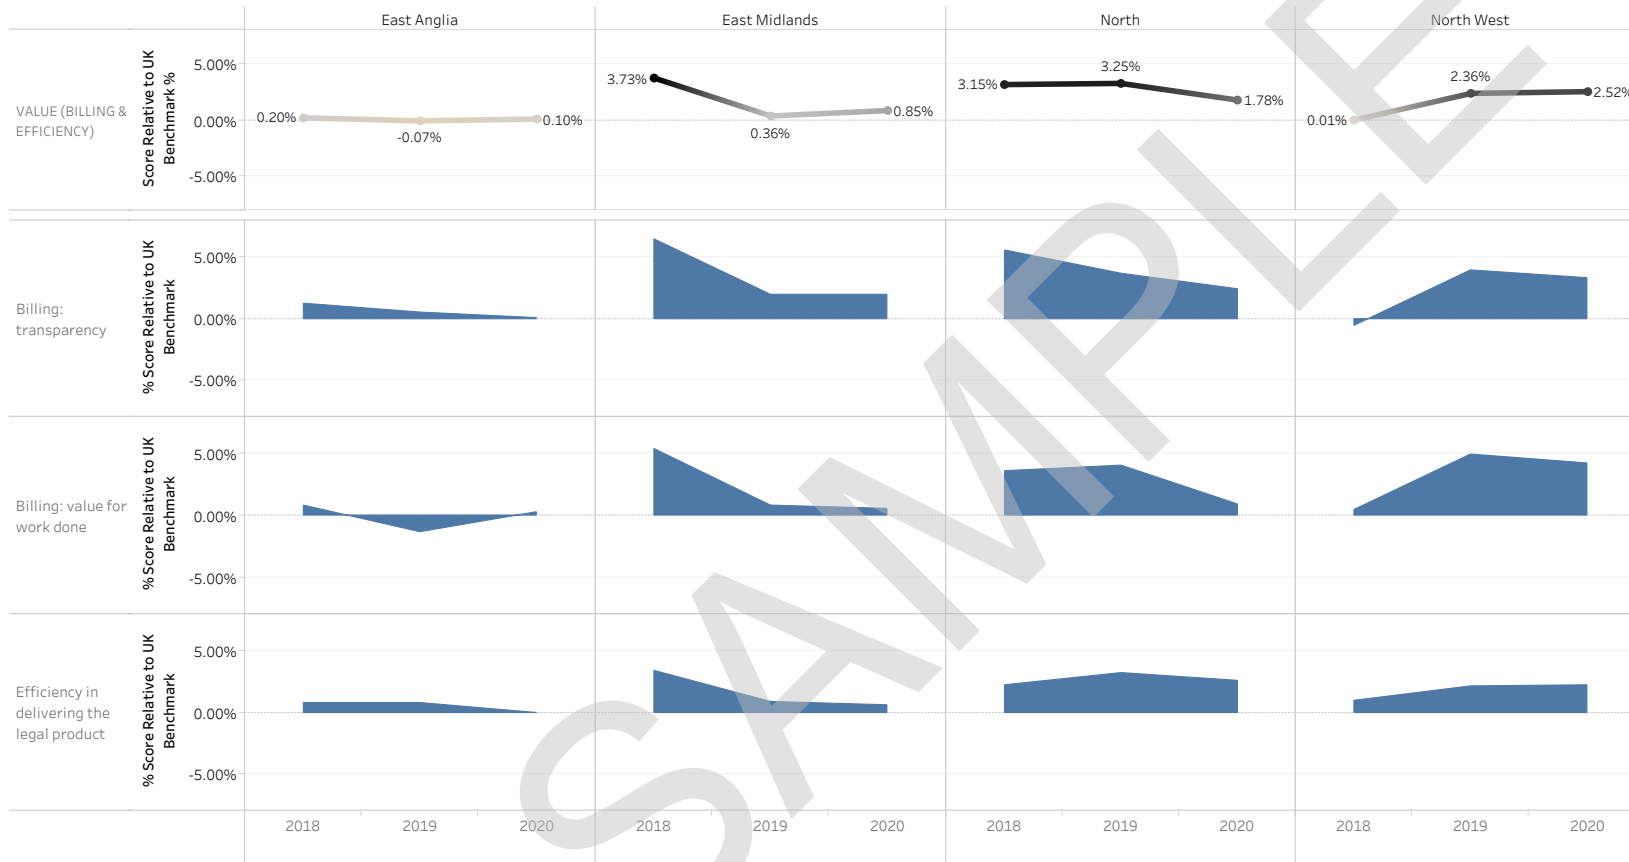 East Anglia
East Midlands
North
North West
VALUE (BILLING &
EFFICIENCY)
Score Relative to UK
Benchmark %
5.00%
0.00%
-5.00%
0.20%
-0.07%
0.10%
3.73%
0.36%
0.85%
3.15%
3.25%
1.78%
0.01%
2.36%
2.52%
Billing:
transparency
% Score Relative to UK
Benchmark
5.00%
0.00%
-5.00%
Billing: value for
work done
% Score Relative to UK
Benchmark
5.00%
0.00%
-5.00%
Efficiency in
delivering the
legal product
% Score Relative to UK
Benchmark
5.00%
0.00%
-5.00%
2018
2019
2020
2018
2019
2020
2018
2019
2020
2018
2019
2020
SAMPLE